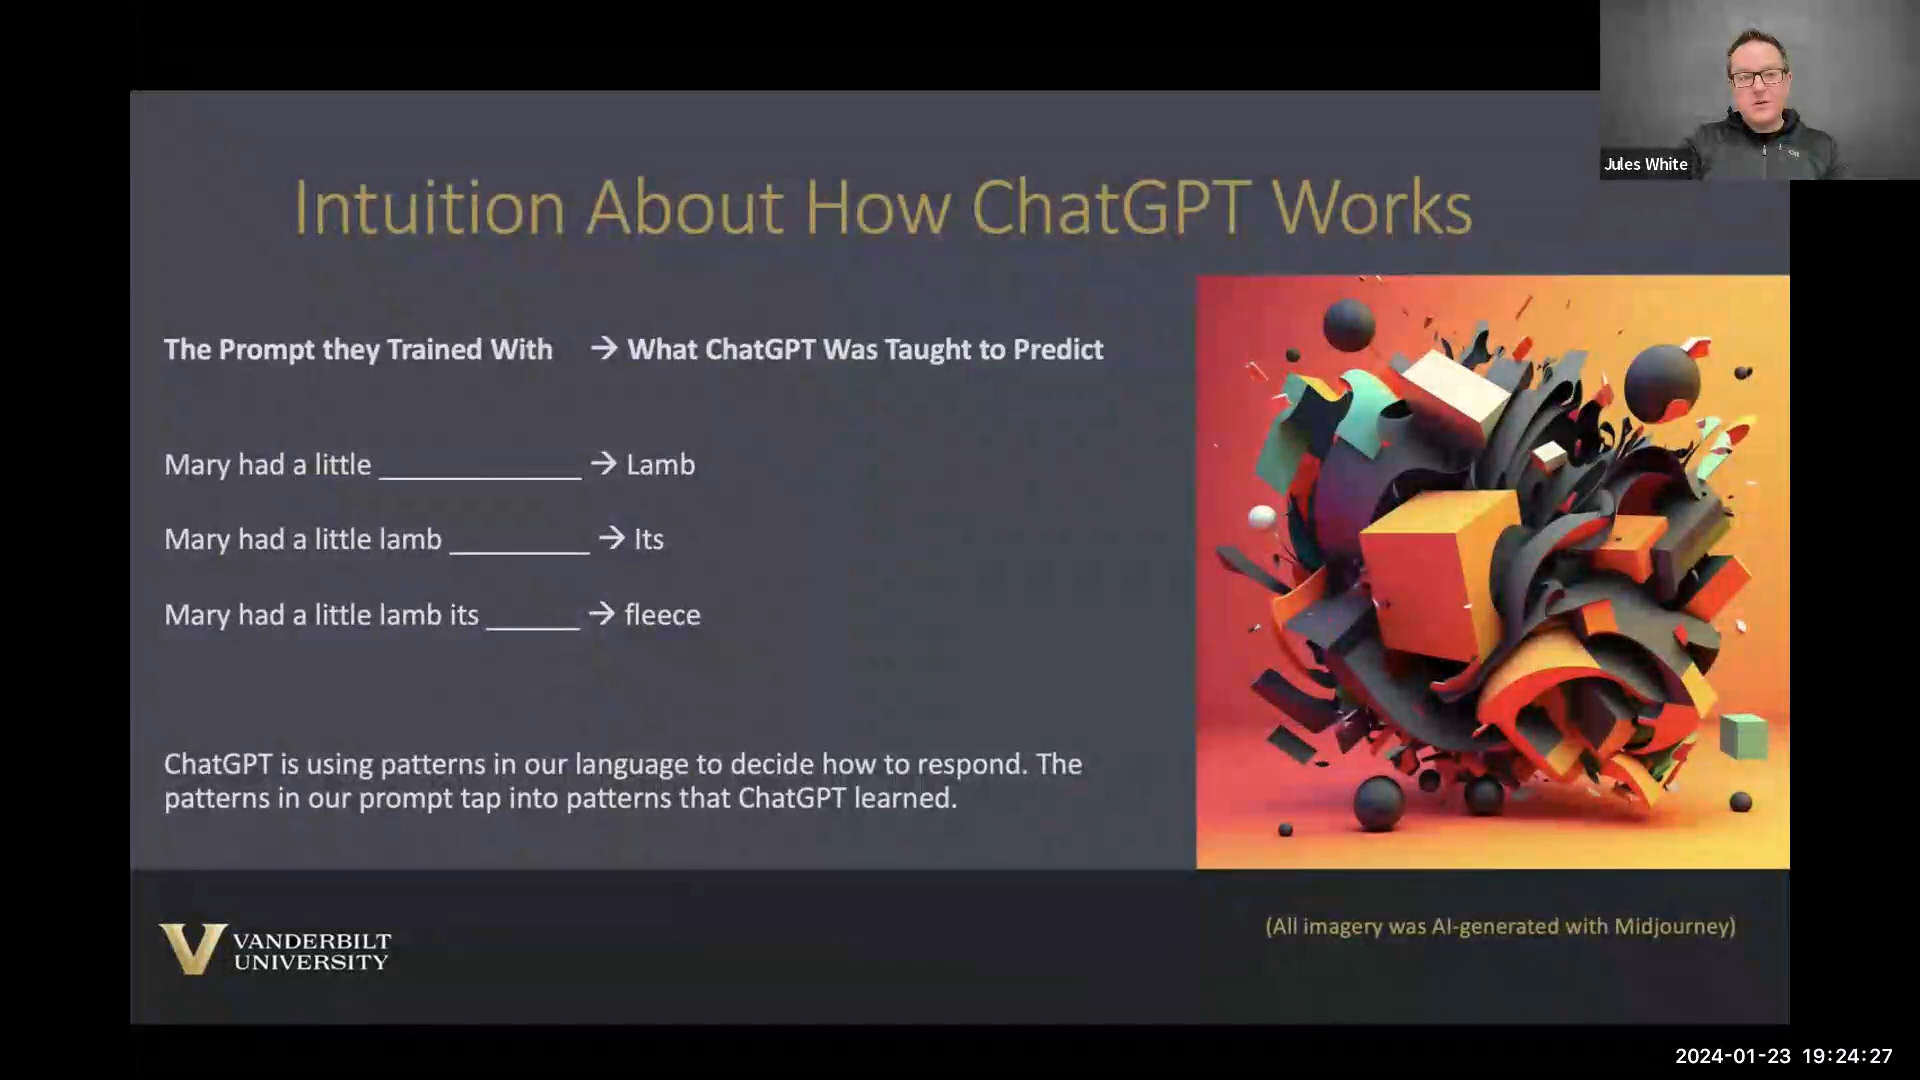 Jules White
Intuition About How ChatGPT Works
The Prompt they Trained With → What ChatGPT Was Taught to Predict
Mary had a little ______________ → Lamb
Mary had a little lamb __________ → Its
Mary had a little lamb its ______ → fleece
ChatGPT is using patterns in our language to decide how to respond. The
patterns in our prompt tap into patterns that ChatGPT learned.
VANDERBILT
UNIVERSITY
(All imagery was AI-generated with Midjourney)
2024-01-23 19:24:27